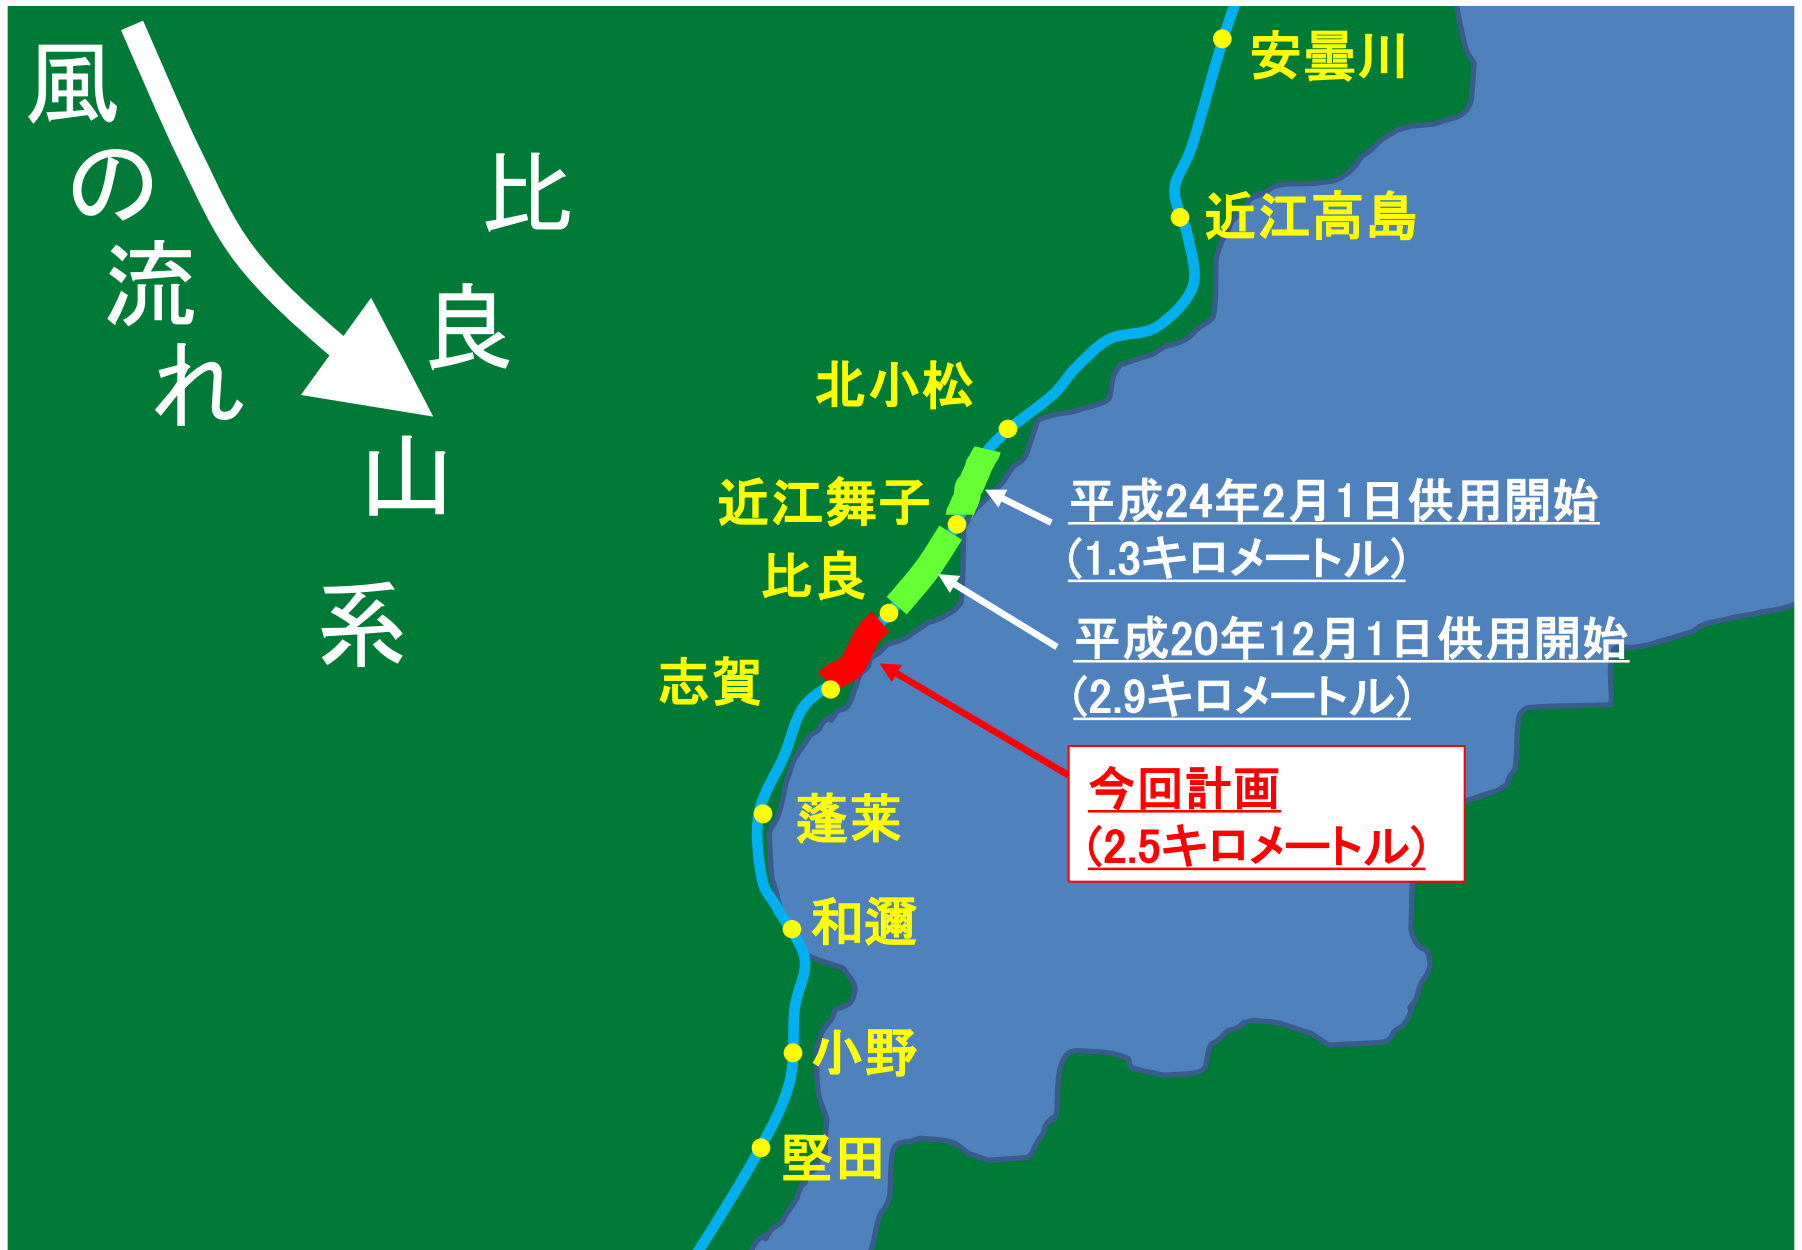 風の流れ
比良山系
安曇川
近江高島
北小松
近江舞子
比良
志賀
蓬莱
和邇
小野
堅田
平成24年2月1日供用開始
(1.3キロメートル)
平成20年12月1日供用開始
(2.9キロメートル)
今回計画
(2.5キロメートル)